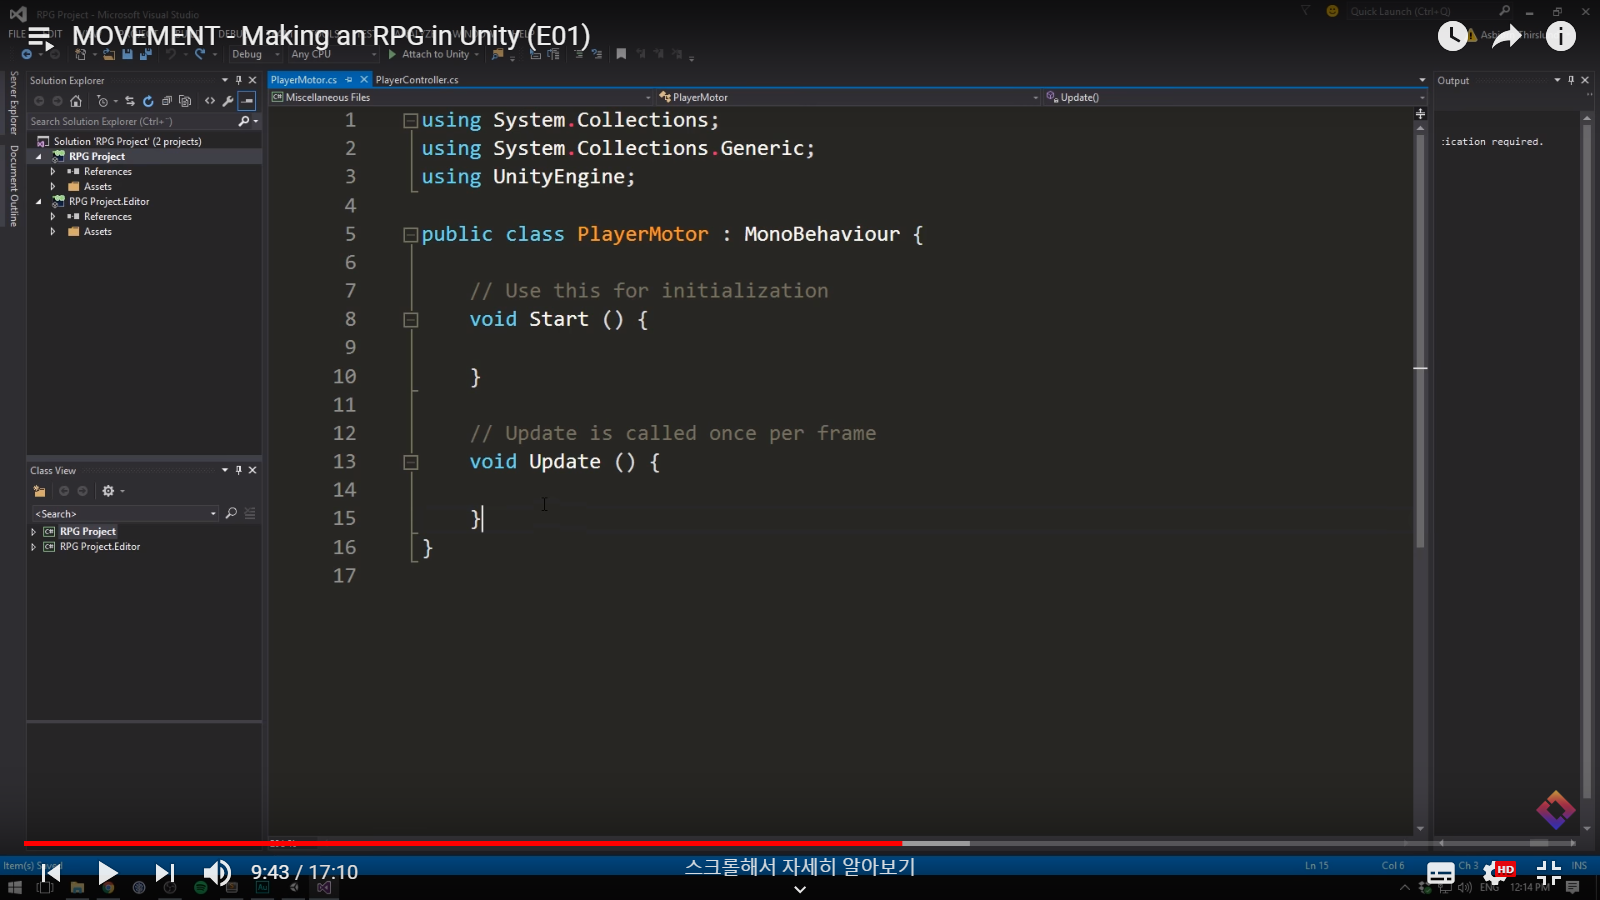 RPG Project - Microsoft Visual Studio
Quick Launch (Ctrl+Q)
MOVEMENT - Making an RPG in Unity (E01)
FILE
Debug
Any CPU
Attach to Unity
Server Explorer
Document Outline
Solution Explorer
Search Solution Explorer (Ctrl+¨)
Solution 'RPG Project' (2 projects)
RPG Project
References
Assets
RPG Project.Editor
References
Assets
Class View
<Search>
RPG Project
RPG Project.Editor
PlayerMotor.cs
PlayerController.cs
Miscellaneous Files
PlayerMotor
Update()
1 using System.Collections;
2 using System.Collections.Generic;
3 using UnityEngine;
4
5 public class PlayerMotor : MonoBehaviour {
6
7 // Use this for initialization
8 void Start () {
9
10 }
11
12 // Update is called once per frame
13 void Update () {
14
15 }
16 }
17
Output
ication required.
9:43 / 17:10
스크롤해서 자세히 알아보기
Ln 15
Col 6
Ch 3
INS
HD
ENG
12:14 PM